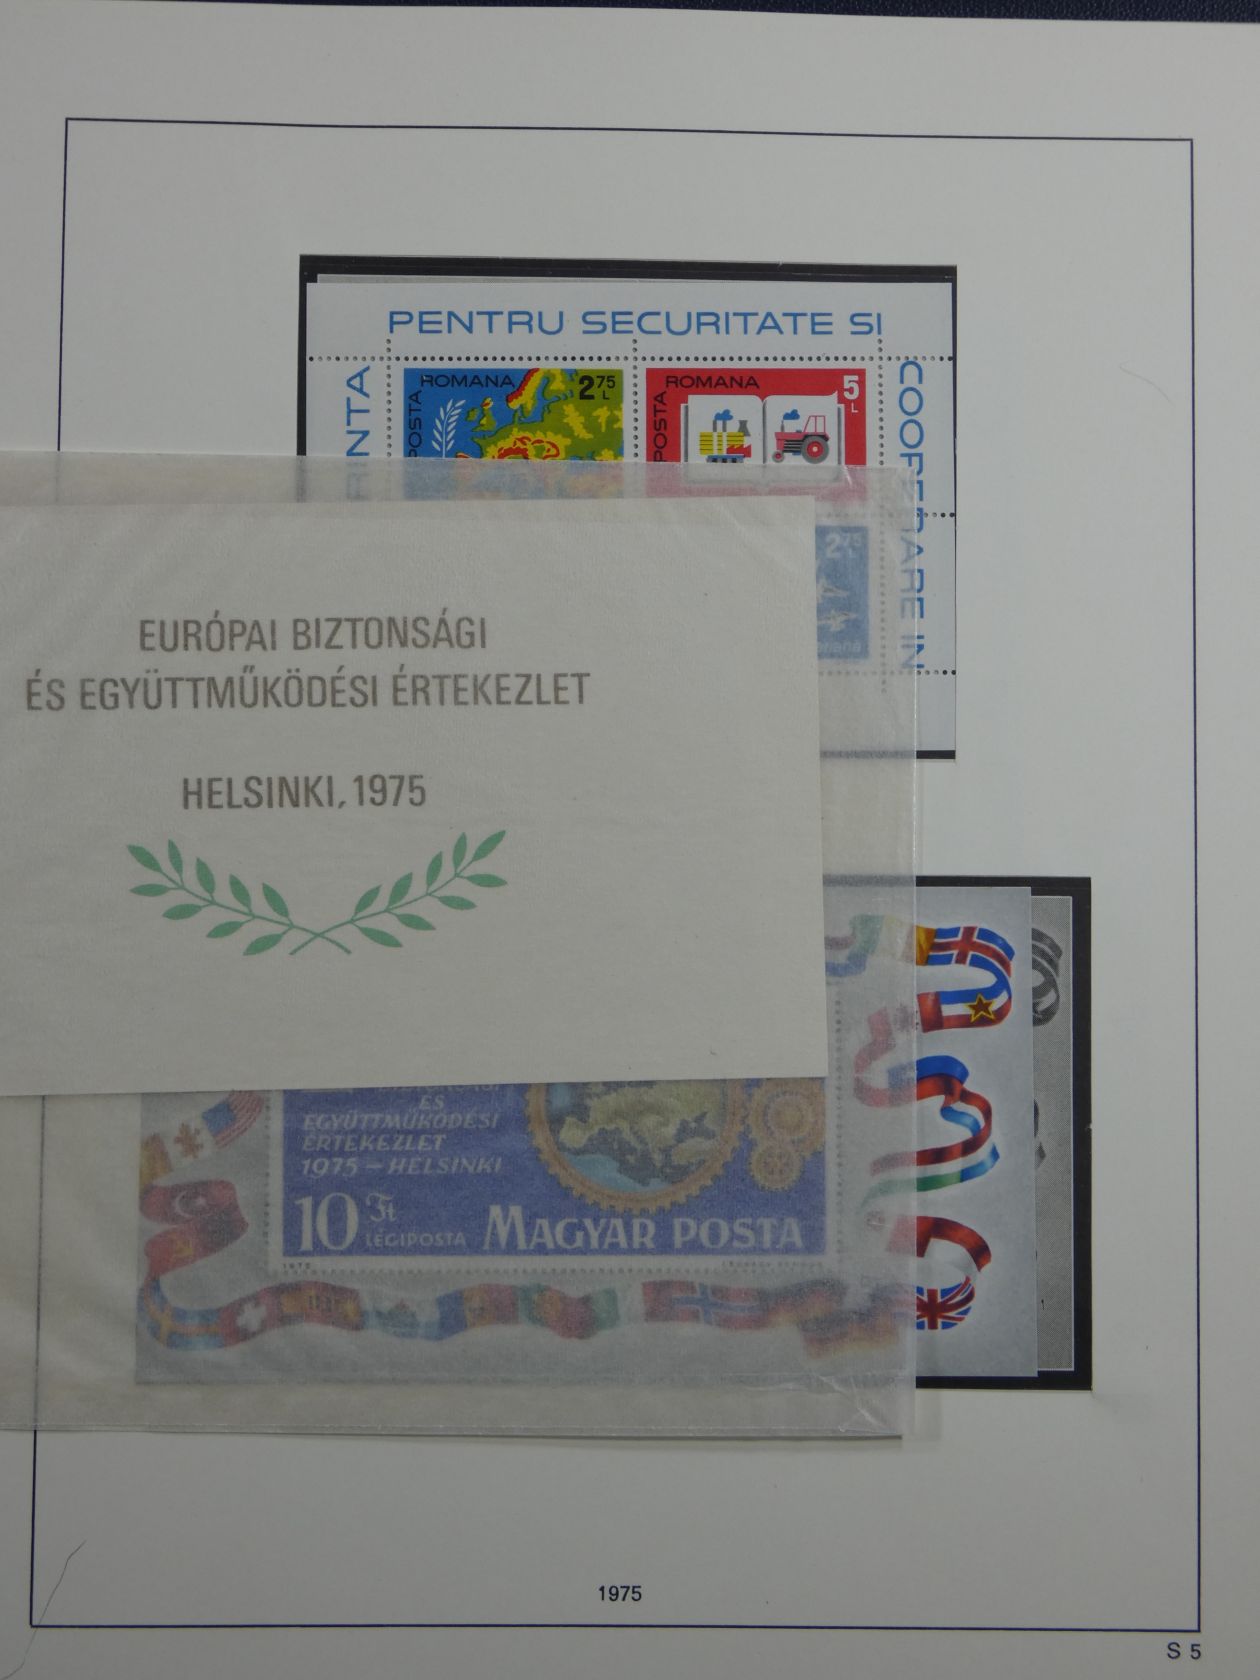 PENTRU SECURITATE SI
COOPERARE IN
POSTA ROMANA 2 75 L
POSTA ROMANA 5 L
2 75 L
EURÓPAI BIZTONSÁGI
ÉS EGYÜTTMŰKÖDÉSI ÉRTEKEZLET
HELSINKI, 1975
ÉS
EGYÜTTMŰKÖDÉSI
ÉRTEKEZLET
1975 – HELSINKI
10 Ft
LÉGIPOSTA
MAGYAR POSTA
1975
1975
S 5